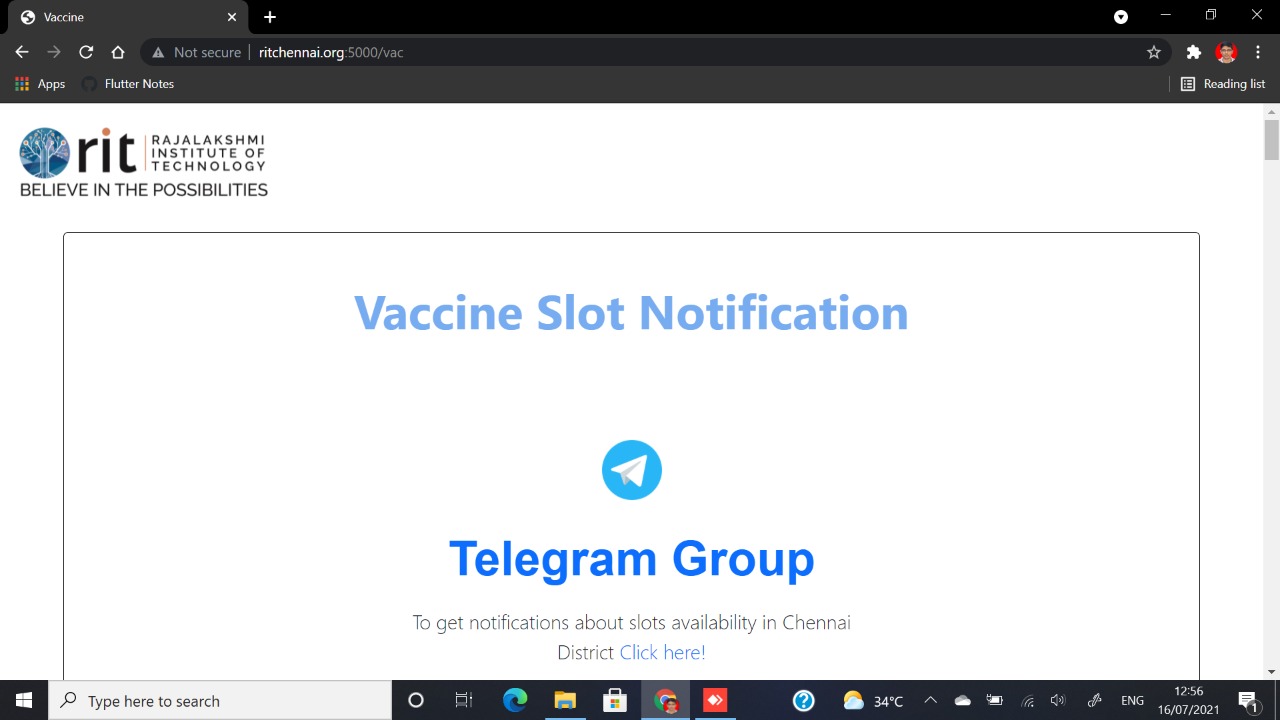 Vaccine
Not secure ritchennai.org:5000/vac
Apps Flutter Notes Reading list
rit RAJALAKSHMI
INSTITUTE OF
TECHNOLOGY
BELIEVE IN THE POSSIBILITIES
Vaccine Slot Notification
Telegram Group
To get notifications about slots availability in Chennai
District Click here!
Type here to search
34°C
ENG
12:56
16/07/2021
1